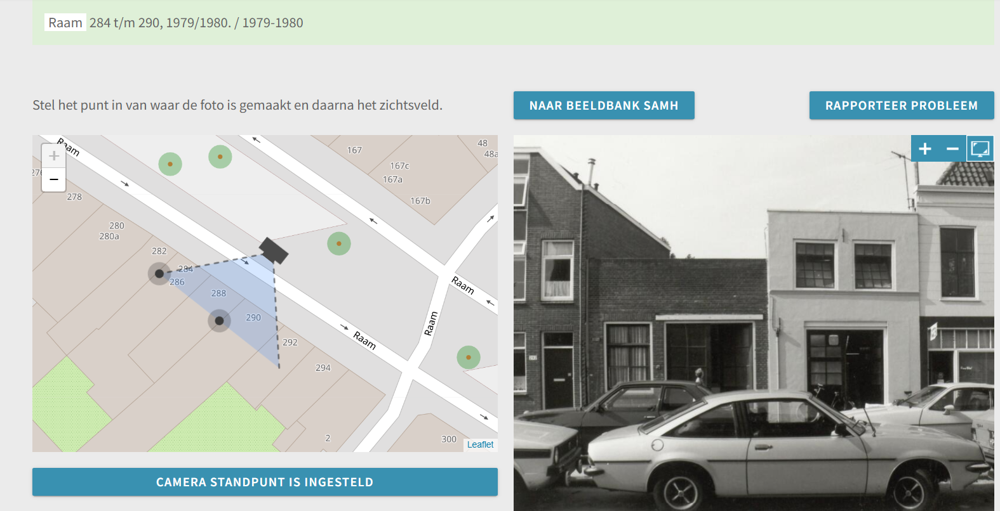 Raam 284 t/m 290, 1979/1980. / 1979-1980
Stel het punt in van waar de foto is gemaakt en daarna het zichtsveld.
NAAR BEELDBANK SAMH
RAPPORTEER PROBLEEM
Raam
+
−
278
280
280a
282
284
286
288
290
292
294
2
300
167
167c
167a
167b
48
48a
Raam
Raam
Raam
Leaflet
+ −
CAMERA STANDPUNT IS INGESTELD